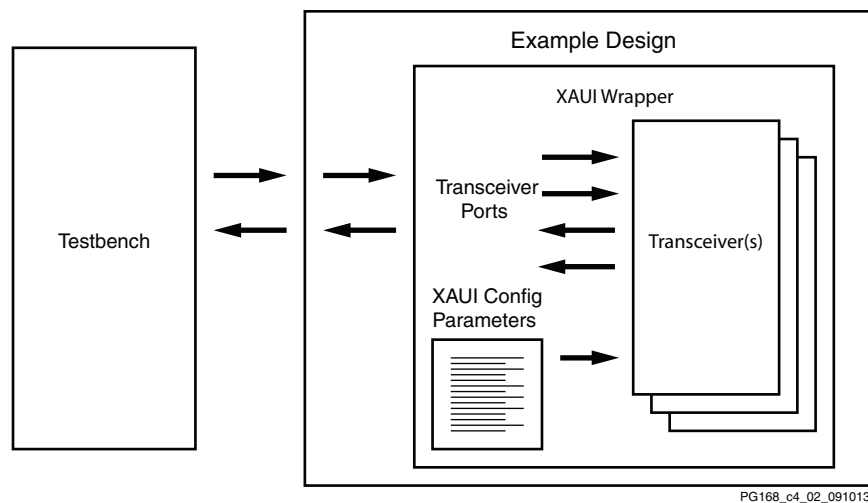 Example Design
XAUI Wrapper
Testbench
Transceiver
Ports
Transceiver(s)
XAUI Config
Parameters
PG168_c4_02_091013